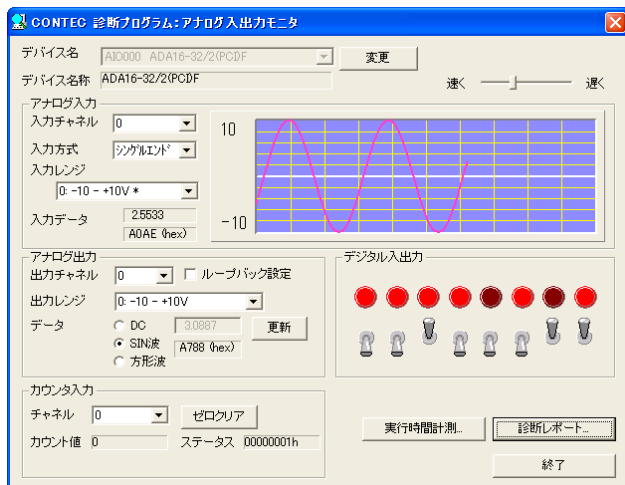 CONTEC 診断プログラム：アナログ入出力モニタ
デバイス名 AIO000 ADA16-32/2(PCI)F 変更
デバイス名称 ADA16-32/2(PCI)F 速く 遅く
アナログ入力
入力チャネル 0
入力方式 シングルエンド
入力レンジ
0: -10 - +10V *
入力データ 2.5533
A0AE (hex)
10
-10
アナログ出力
出力チャネル 0 ループバック設定
出力レンジ 0: -10 - +10V
データ DC 3.0887 更新
SIN波 A788 (hex)
方形波
デジタル入出力
カウンタ入力
チャネル 0 ゼロクリア
カウント値 0 ステータス 00000001h
実行時間計測... 診断レポート...
終了